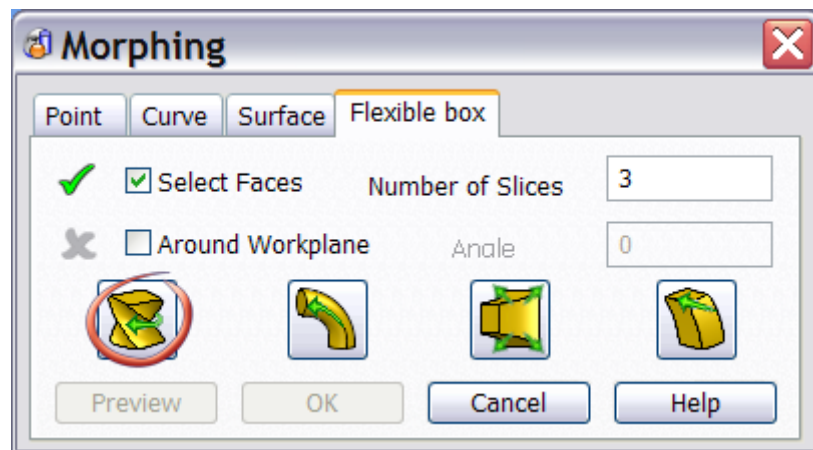 Morphing
Point Curve Surface Flexible box
Select Faces Number of Slices 3
Around Workplane Angle 0
Preview OK Cancel Help